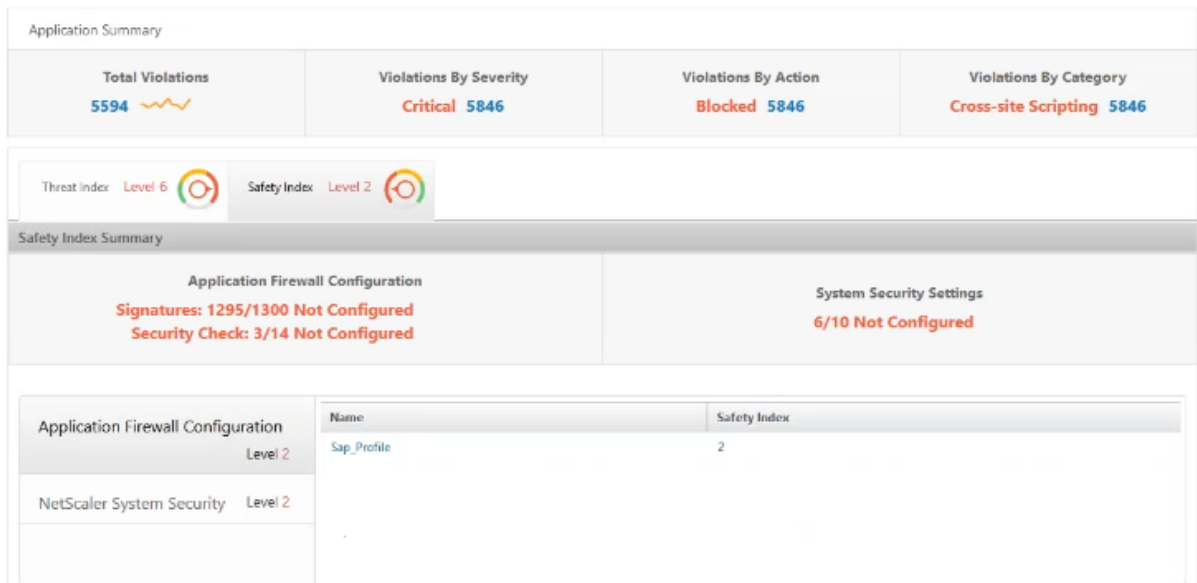 Application Summary
Total Violations
5594
Violations By Severity
Critical 5846
Violations By Action
Blocked 5846
Violations By Category
Cross-site Scripting 5846
Threat Index Level 6
Safety Index Level 2
Safety Index Summary
Application Firewall Configuration
Signatures: 1295/1300 Not Configured
Security Check: 3/14 Not Configured
System Security Settings
6/10 Not Configured
Application Firewall Configuration
Level 2
NetScaler System Security Level 2
Name Safety Index
Sap_Profile 2